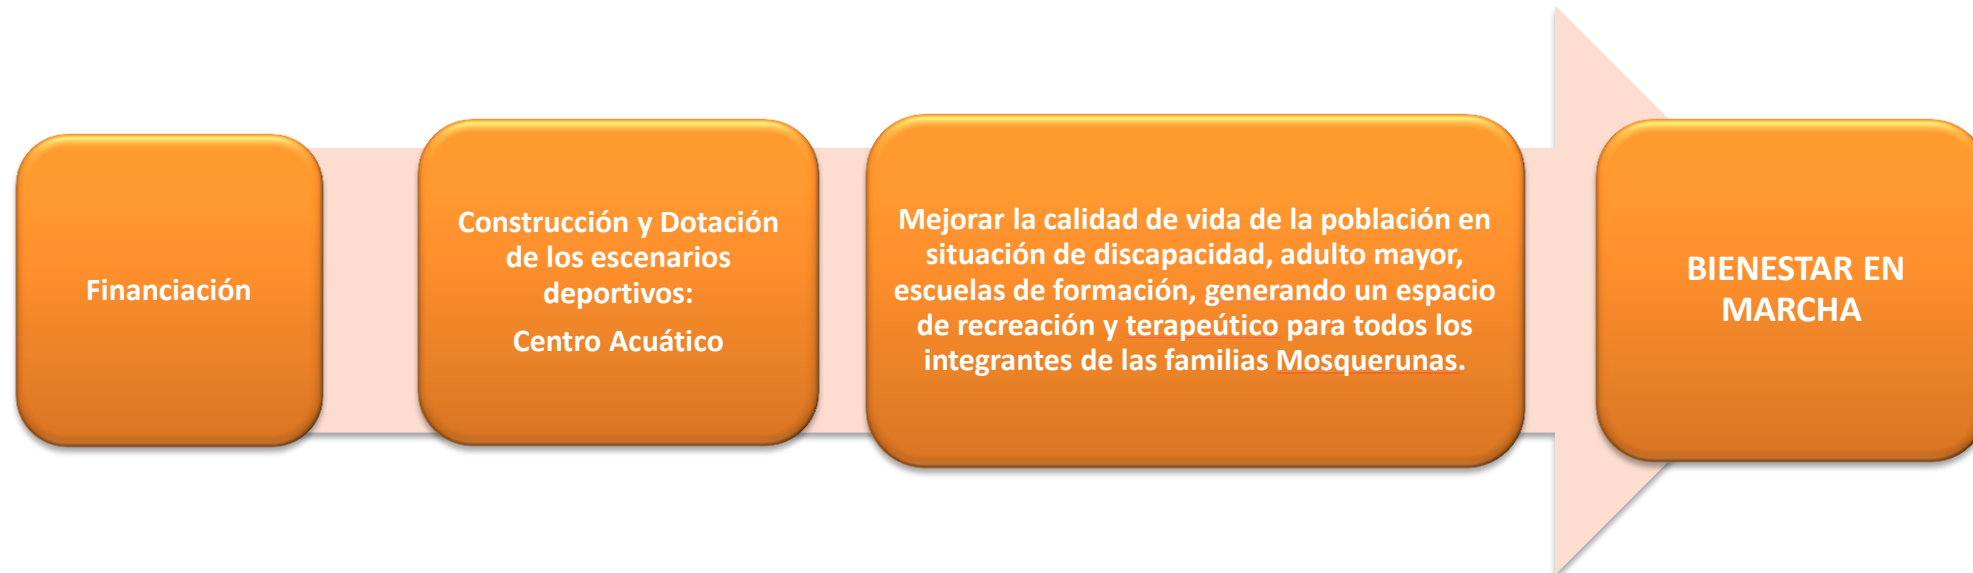 Financiación
Construcción y Dotación
de los escenarios
deportivos:
Centro Acuático
Mejorar la calidad de vida de la población en
situación de discapacidad, adulto mayor,
escuelas de formación, generando un espacio
de recreación y terapeútico para todos los
integrantes de las familias Mosquerunas.
BIENESTAR EN
MARCHA